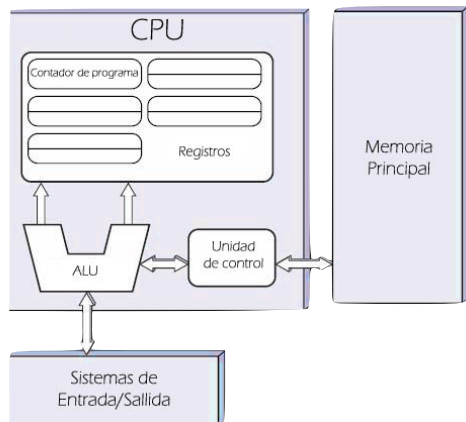 CPU
Contador de programa
Registros
ALU
Unidad
de control
Memoria
Principal
Sistemas de
Entrada/Sallida